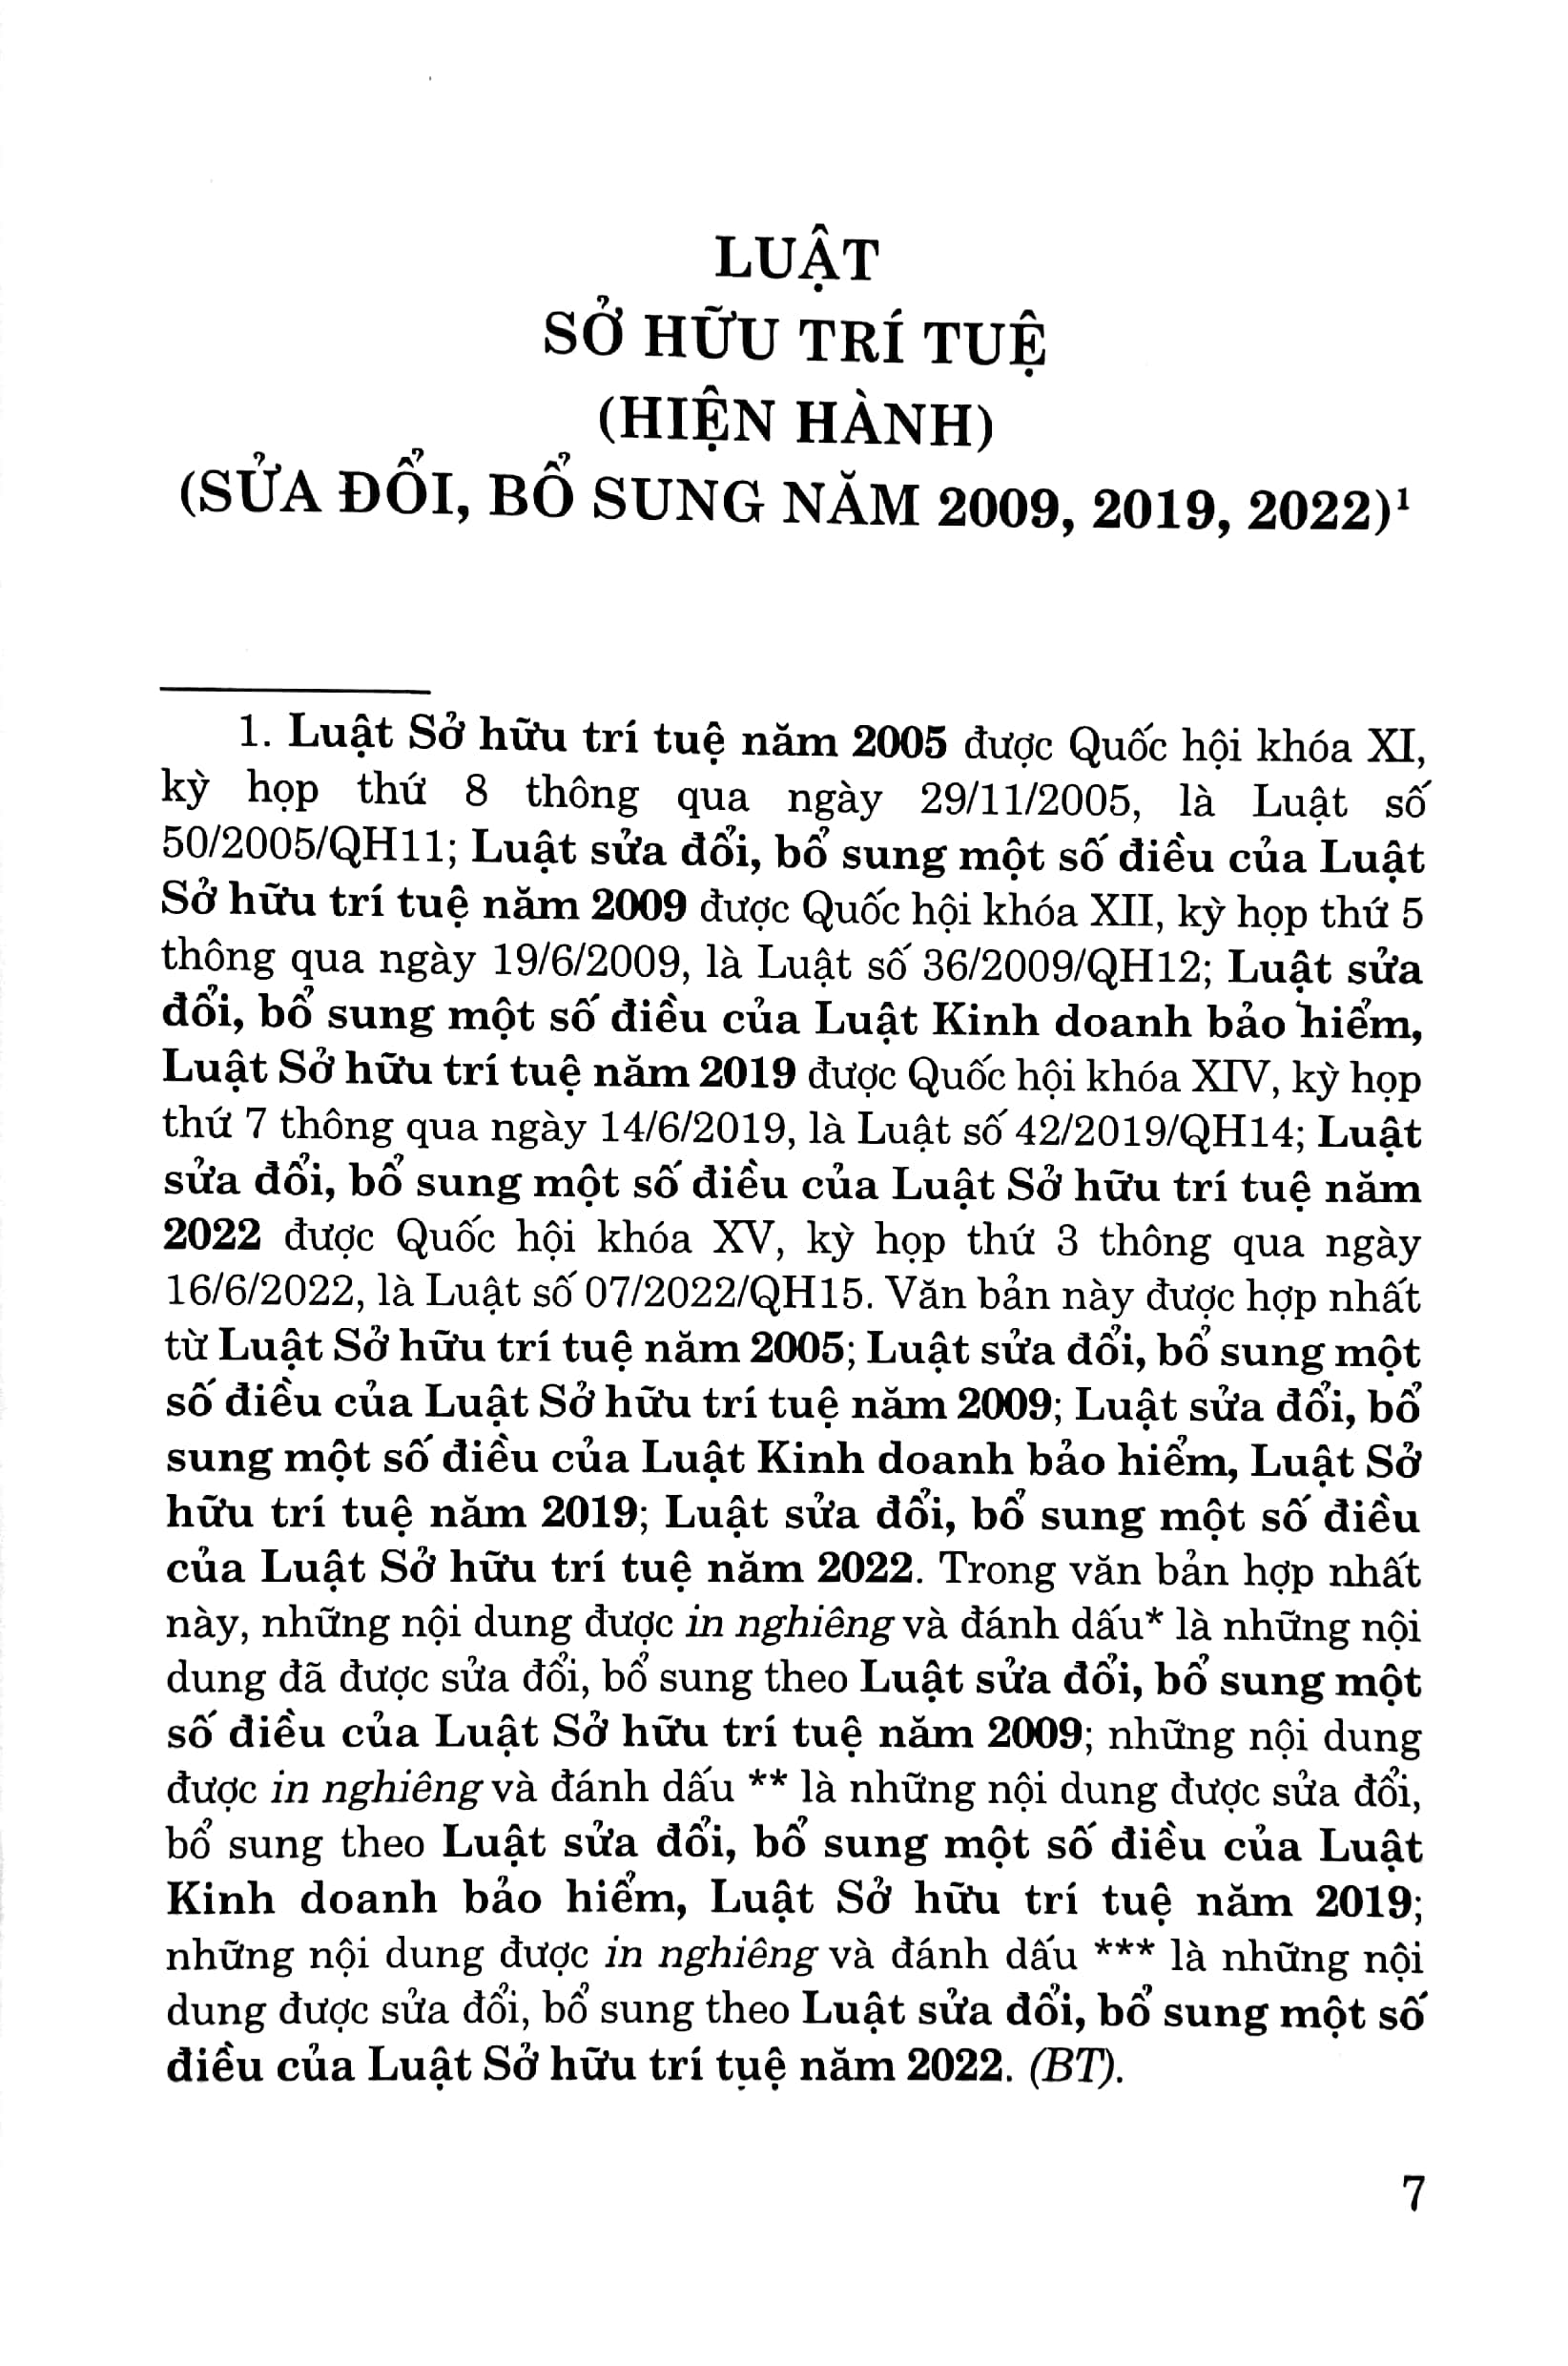 LUẬT
SỞ HỮU TRÍ TUỆ
(HIỆN HÀNH)
(SỬA ĐỔI, BỔ SUNG NĂM 2009, 2019, 2022)¹
1. Luật Sở hữu trí tuệ năm 2005 được Quốc hội khóa XI,
kỳ họp thứ 8 thông qua ngày 29/11/2005, là Luật số
50/2005/QH11; Luật sửa đổi, bổ sung một số điều của Luật
Sở hữu trí tuệ năm 2009 được Quốc hội khóa XII, kỳ họp thứ 5
thông qua ngày 19/6/2009, là Luật số 36/2009/QH12; Luật sửa
đổi, bổ sung một số điều của Luật Kinh doanh bảo hiểm,
Luật Sở hữu trí tuệ năm 2019 được Quốc hội khóa XIV, kỳ họp
thứ 7 thông qua ngày 14/6/2019, là Luật số 42/2019/QH14; Luật
sửa đổi, bổ sung một số điều của Luật Sở hữu trí tuệ năm
2022 được Quốc hội khóa XV, kỳ họp thứ 3 thông qua ngày
16/6/2022, là Luật số 07/2022/QH15. Văn bản này được hợp nhất
từ Luật Sở hữu trí tuệ năm 2005; Luật sửa đổi, bổ sung một
số điều của Luật Sở hữu trí tuệ năm 2009; Luật sửa đổi, bổ
sung một số điều của Luật Kinh doanh bảo hiểm, Luật Sở
hữu trí tuệ năm 2019; Luật sửa đổi, bổ sung một số điều
của Luật Sở hữu trí tuệ năm 2022. Trong văn bản hợp nhất
này, những nội dung được in nghiêng và đánh dấu* là những nội
dung đã được sửa đổi, bổ sung theo Luật sửa đổi, bổ sung một
số điều của Luật Sở hữu trí tuệ năm 2009; những nội dung
được in nghiêng và đánh dấu ** là những nội dung được sửa đổi,
bổ sung theo Luật sửa đổi, bổ sung một số điều của Luật
Kinh doanh bảo hiểm, Luật Sở hữu trí tuệ năm 2019;
những nội dung được in nghiêng và đánh dấu *** là những nội
dung được sửa đổi, bổ sung theo Luật sửa đổi, bổ sung một số
điều của Luật Sở hữu trí tuệ năm 2022. (BT).
7